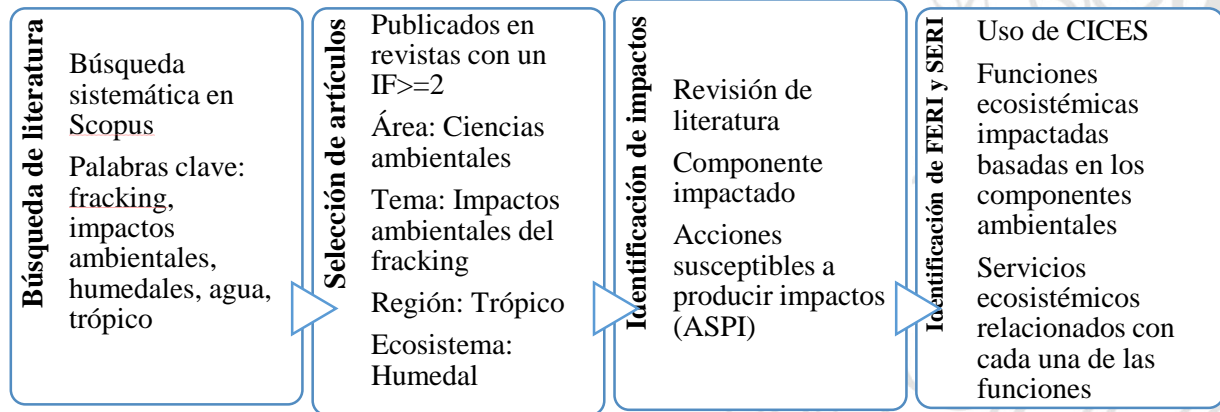 Búsqueda de literatura
Búsqueda
sistemática en
Scopus
Palabras clave:
fracking,
impactos
ambientales,
humedales, agua,
trópico
Selección de artículos
Publicados en
revistas con un
IF>=2
Área: Ciencias
ambientales
Tema: Impactos
ambientales del
fracking
Región: Trópico
Ecosistema:
Humedal
Identificación de impactos
Revisión de
literatura
Componente
impactado
Acciones
susceptibles a
producir impactos
(ASPI)
Identificación de FERI y SERI
Uso de CICES
Funciones
ecosistémicas
impactadas
basadas en los
componentes
ambientales
Servicios
ecosistémicos
relacionados con
cada una de las
funciones